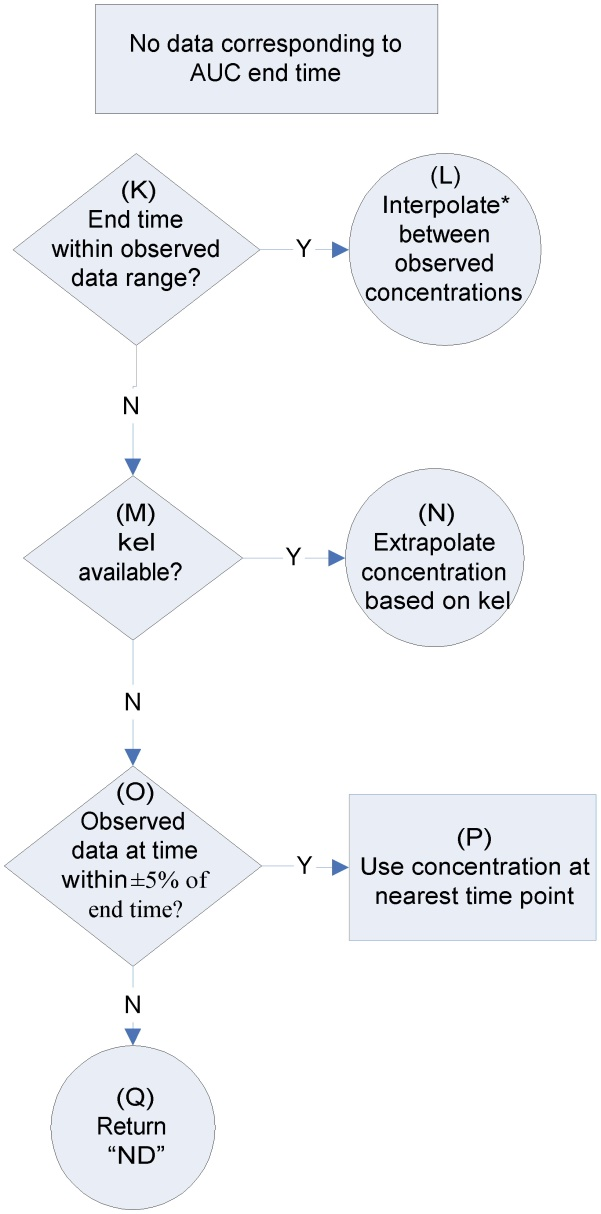 No data corresponding to
AUC end time
(K)
End time
within observed
data range?
Y
(L)
Interpolate*
between
observed
concentrations
N
(M)
kel
available?
Y
(N)
Extrapolate
concentration
based on kel
N
(O)
Observed
data at time
within ±5% of
end time?
Y
(P)
Use concentration at
nearest time point
N
(Q)
Return
“ND”